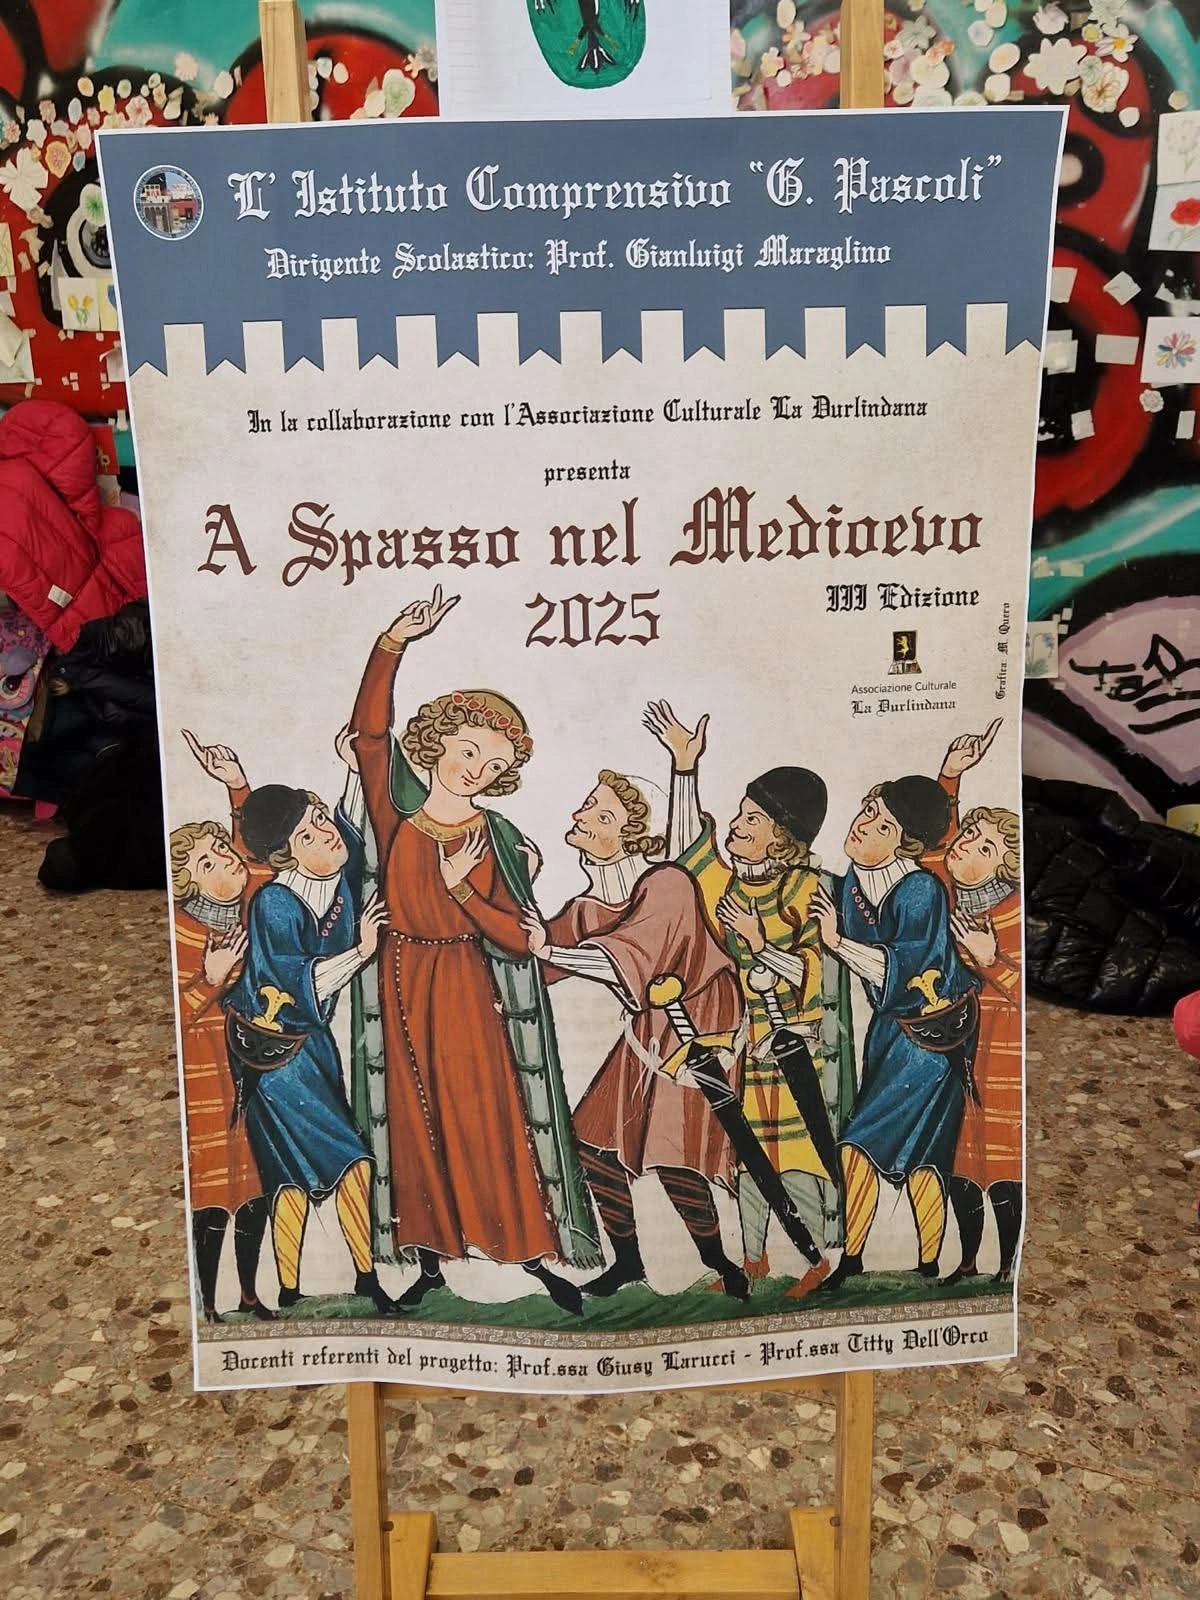 L' Istituto Comprensivo "G. Pascoli"
Dirigente Scolastico: Prof. Gianluigi Maraglino
In la collaborazione con l'Associazione Culturale La Durlindana
presenta
A Spasso nel Medioevo
2025
III Edizione
Grafica: M. Quero
Associazione Culturale
La Durlindana
Docenti referenti del progetto: Prof.ssa Giusy Larucci - Prof.ssa Titty Dell'Orco